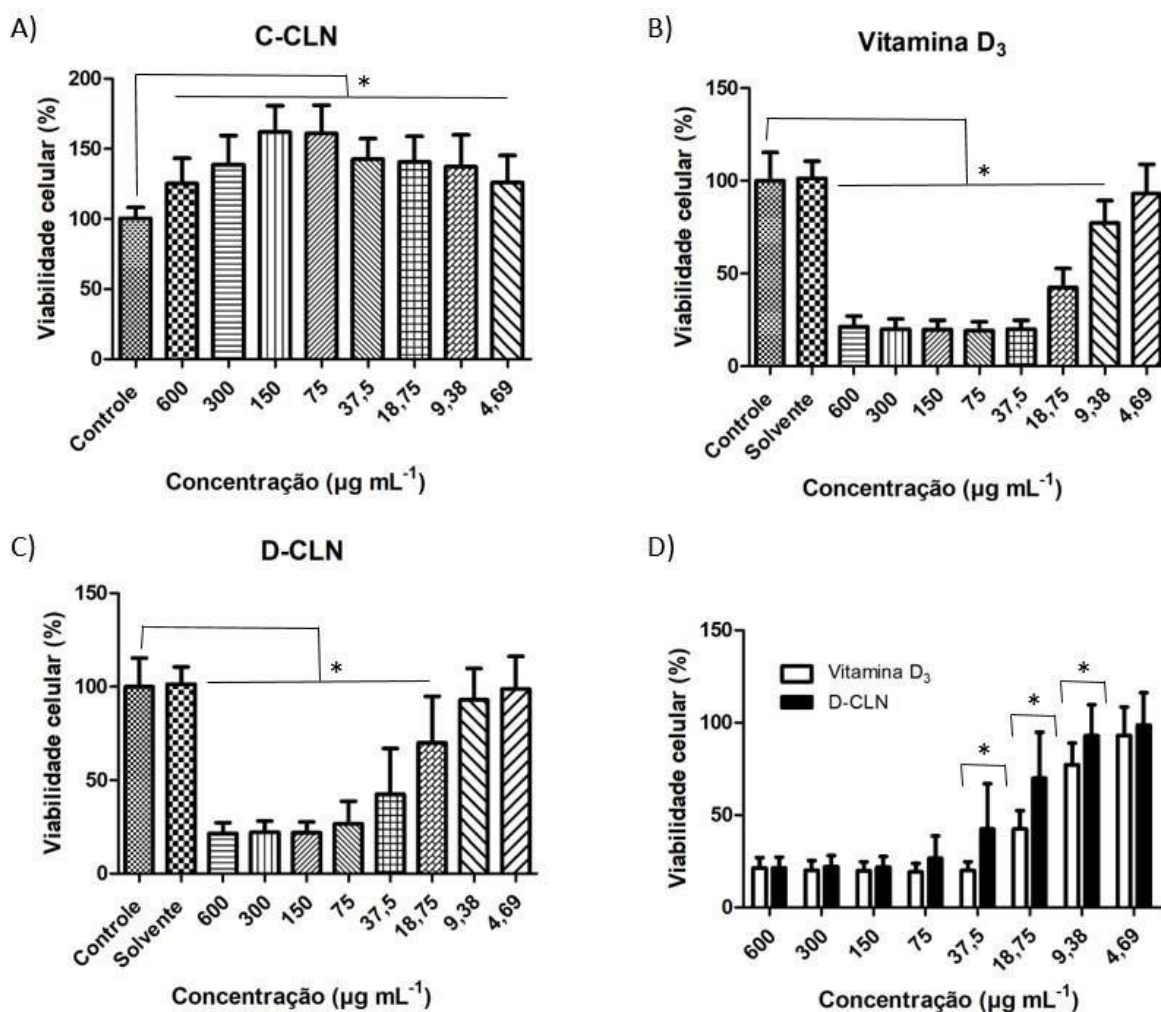 A)
C-CLN
Viabilidade celular (%)
200
150
100
50
0
*
Controle
600
300
150
75
37,5
18,75
9,38
4,69
Concentração (µg mL⁻¹)
B)
Vitamina D₃
Viabilidade celular (%)
150
100
50
0
*
Controle
Solvente
600
300
150
75
37,5
18,75
9,38
4,69
Concentração (µg mL⁻¹)
C)
D-CLN
Viabilidade celular (%)
150
100
50
0
*
Controle
Solvente
600
300
150
75
37,5
18,75
9,38
4,69
Concentração (µg mL⁻¹)
D)
Viabilidade celular (%)
150
100
50
0
Vitamina D₃
D-CLN
*
*
*
600
300
150
75
37,5
18,75
9,38
4,69
Concentração (µg mL⁻¹)